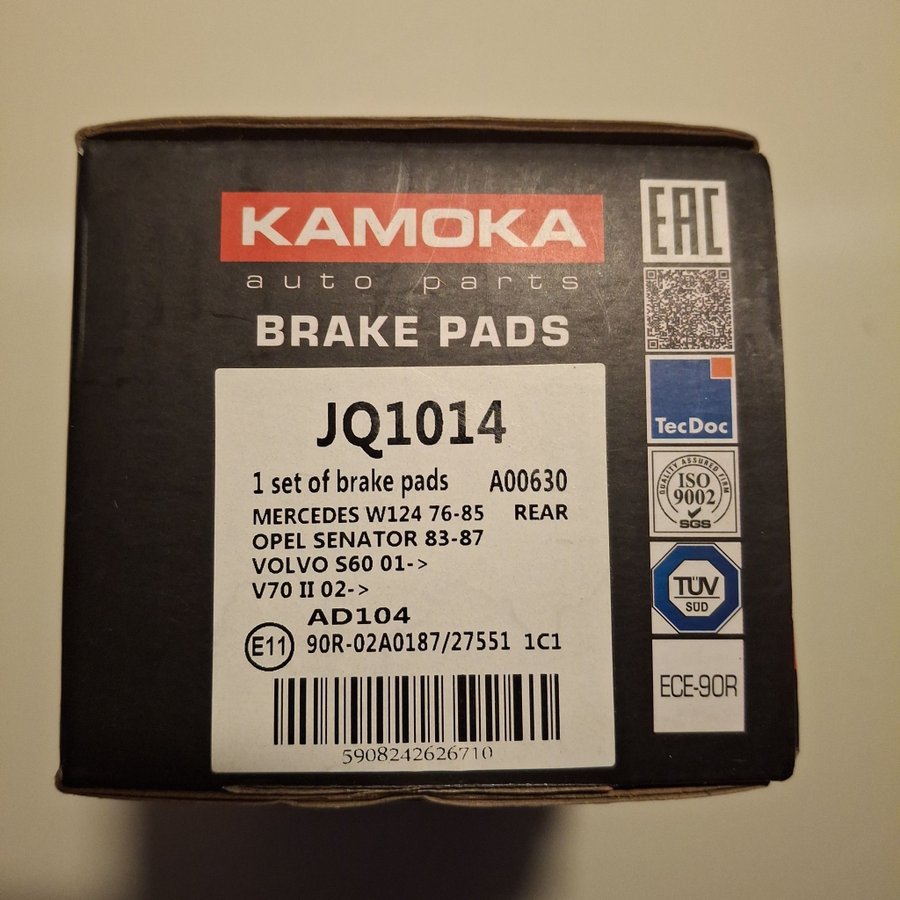 KAMOKA
auto parts
BRAKE PADS
JQ1014
1 set of brake pads A00630
MERCEDES W124 76-85 REAR
OPEL SENATOR 83-87
VOLVO S60 01->
V70 II 02->
AD104
E11 90R-02A0187/27551 1C1
5908242626710
EAC
TecDoc
QUALITY ASSURED FIRM
ISO
9002
SGS
TÜV
SÜD
ECE-90R